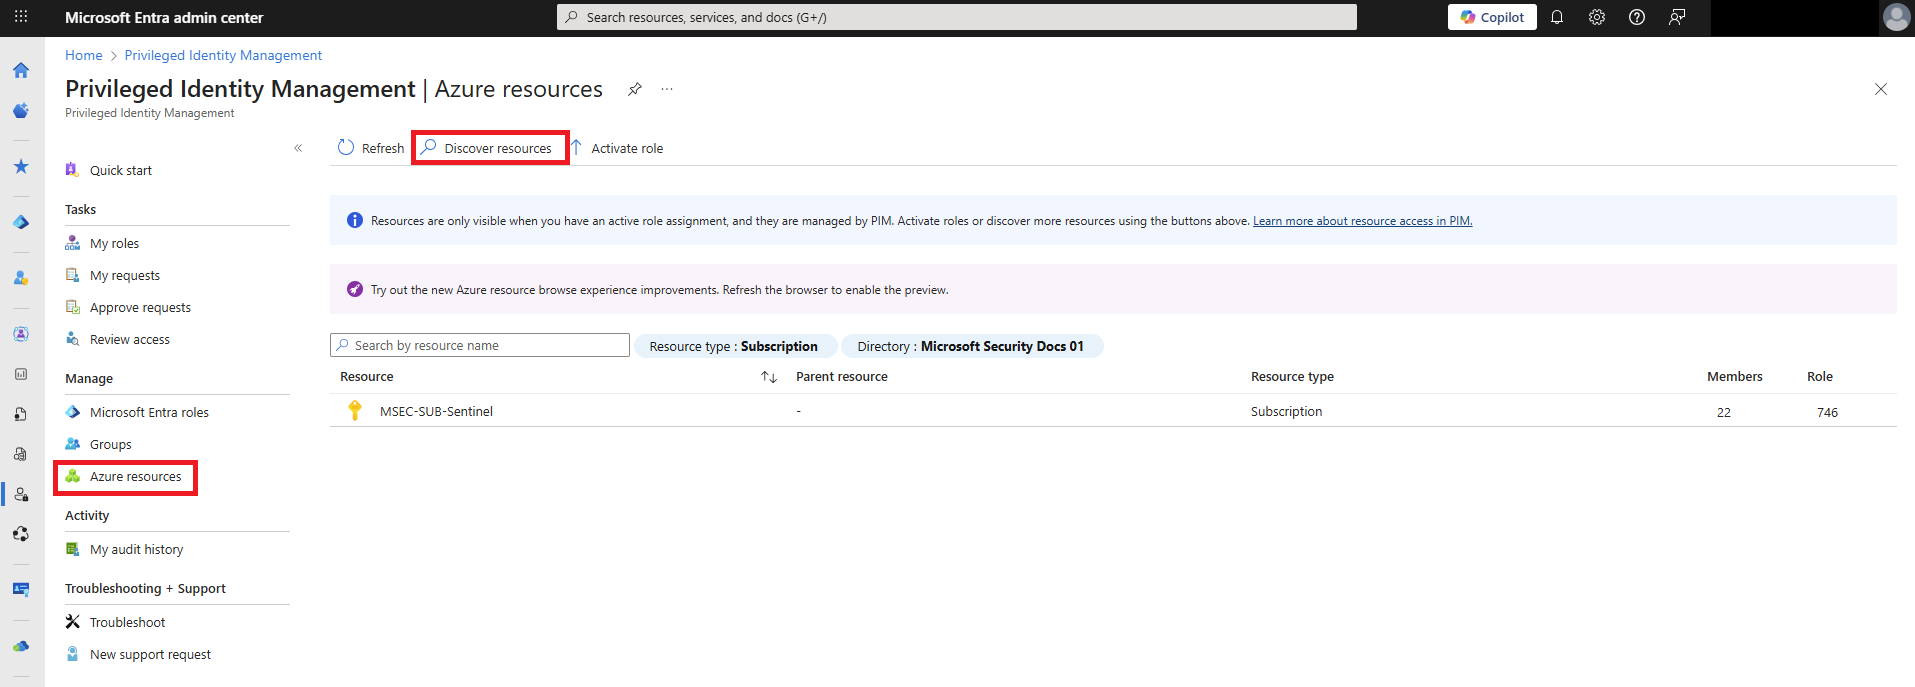 Microsoft Entra admin center
Search resources, services, and docs (G+/)
Copilot
Home > Privileged Identity Management
Privileged Identity Management | Azure resources
Privileged Identity Management
Refresh
Discover resources
Activate role
Quick start
Tasks
My roles
My requests
Approve requests
Review access
Manage
Microsoft Entra roles
Groups
Azure resources
Activity
My audit history
Troubleshooting + Support
Troubleshoot
New support request
Resources are only visible when you have an active role assignment, and they are managed by PIM. Activate roles or discover more resources using the buttons above. Learn more about resource access in PIM.
Try out the new Azure resource browse experience improvements. Refresh the browser to enable the preview.
Search by resource name
Resource type : Subscription
Directory : Microsoft Security Docs 01
Resource Parent resource Resource type Members Role
MSEC-SUB-Sentinel - Subscription 22 746